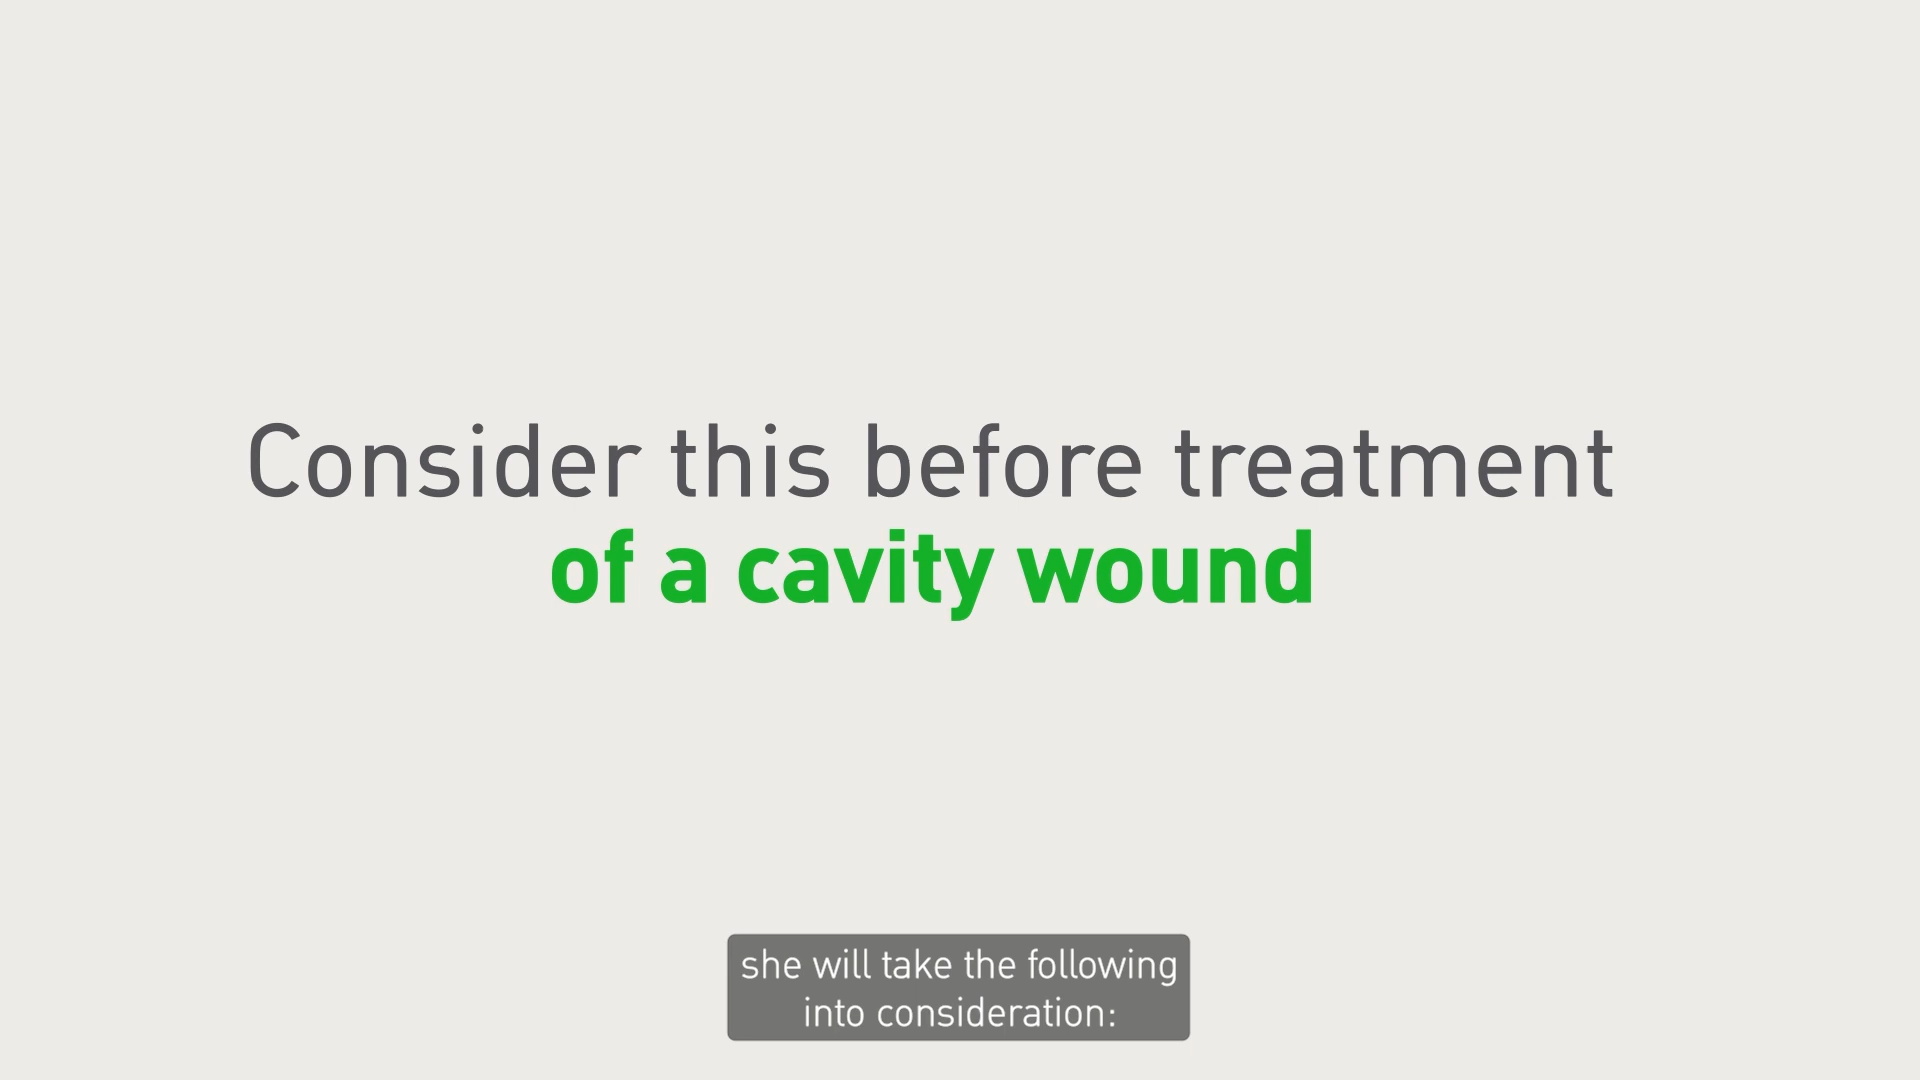 Consider this before treatment
of a cavity wound
she will take the following
into consideration: